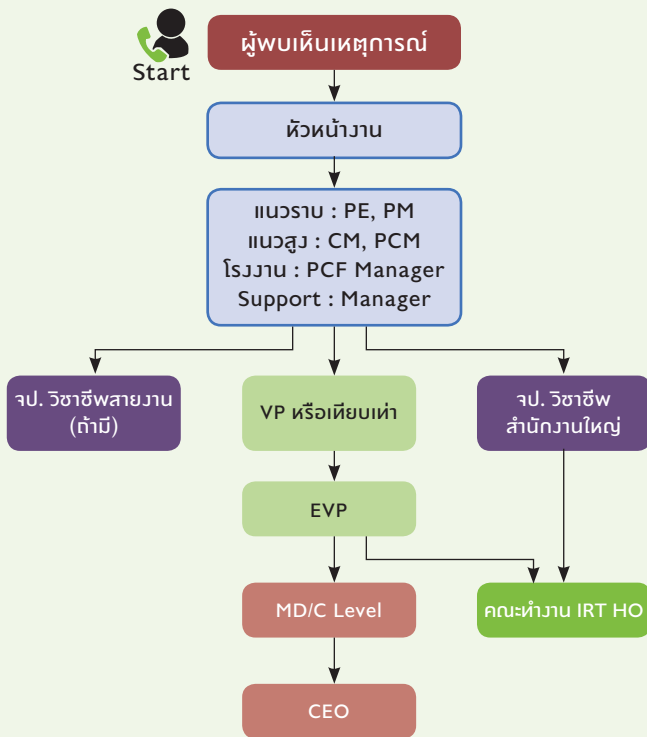 ผู้พบเห็นเหตุการณ์
Start
หัวหน้างาน
แนวราบ : PE, PM
แนวสูง : CM, PCM
โรงงาน : PCF Manager
Support : Manager
จป. วิชาชีพสายงาน
(ถ้ามี)
VP หรือเทียบเท่า
จป. วิชาชีพ
สำนักงานใหญ่
EVP
MD/C Level
คณะทำงาน IRT HO
CEO